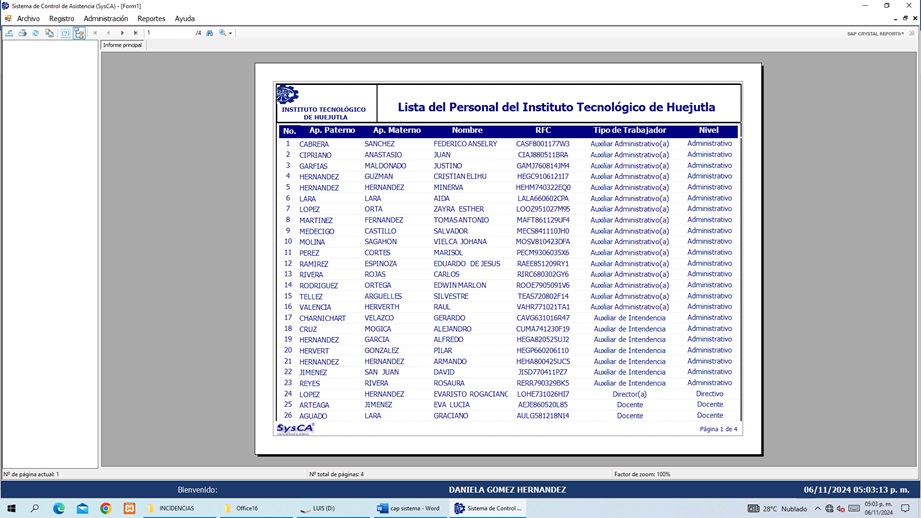 Sistema de Control de Asistencia (SysCA) - [Form1]
Archivo Registro Administración Reportes Ayuda
1 /4 SAP CRYSTAL REPORTS®
Informe principal
INSTITUTO TECNOLÓGICO
DE HUEJUTLA
Lista del Personal del Instituto Tecnológico de Huejutla
No. Ap. Paterno Ap. Materno Nombre RFC Tipo de Trabajador Nivel
1 CABRERA SANCHEZ FEDERICO ANSELRY CASF8001177W3 Auxiliar Administrativo(a) Administrativo
2 CIPRIANO ANASTASIO JUAN CIAJ880511BRA Auxiliar Administrativo(a) Administrativo
3 GARFIAS MALDONADO JUSTINO GAMJ760814JM4 Auxiliar Administrativo(a) Administrativo
4 HERNANDEZ GUZMAN CRISTIAN ELIHU HEGC9106121I7 Auxiliar Administrativo(a) Administrativo
5 HERNANDEZ HERNANDEZ MINERVA HEHM740322EQ0 Auxiliar Administrativo(a) Administrativo
6 LARA LARA AIDA LALA660602CPA Auxiliar Administrativo(a) Administrativo
7 LOPEZ ORTA ZAYRA ESTHER LOOZ951027M95 Auxiliar Administrativo(a) Administrativo
8 MARTINEZ FERNANDEZ TOMAS ANTONIO MAFT861129UF4 Auxiliar Administrativo(a) Administrativo
9 MEDECIGO CASTILLO SALVADOR MECS841110JH0 Auxiliar Administrativo(a) Administrativo
10 MOLINA SAGAHON VIELCA JOHANA MOSV810423DFA Auxiliar Administrativo(a) Administrativo
11 PEREZ CORTES MARISOL PECM9306035X6 Auxiliar Administrativo(a) Administrativo
12 RAMIREZ ESPINOZA EDUARDO DE JESUS RAEE851209RY1 Auxiliar Administrativo(a) Administrativo
13 RIVERA ROJAS CARLOS RIRC680302GY6 Auxiliar Administrativo(a) Administrativo
14 RODRIGUEZ ORTEGA EDWIN MARLON ROOE7905091V6 Auxiliar Administrativo(a) Administrativo
15 TELLEZ ARGUELLES SILVESTRE TEAS720802F14 Auxiliar Administrativo(a) Administrativo
16 VALENCIA HERVERTH RAUL VAHR771021TA1 Auxiliar Administrativo(a) Administrativo
17 CHARNICHART VELAZCO GERARDO CAVG631016R47 Auxiliar de Intendencia Administrativo
18 CRUZ MOGICA ALEJANDRO CUMA741230F19 Auxiliar de Intendencia Administrativo
19 HERNANDEZ GARCIA ALFREDO HEGA820525UJ2 Auxiliar de Intendencia Administrativo
20 HERVERT GONZALEZ PILAR HEGP660206110 Auxiliar de Intendencia Administrativo
21 HERNANDEZ HERNANDEZ ARMANDO HEHA800425UC5 Auxiliar de Intendencia Administrativo
22 JIMENEZ SAN JUAN DAVID JISD770411PZ7 Auxiliar de Intendencia Administrativo
23 REYES RIVERA ROSAURA RERR790329BK5 Auxiliar de Intendencia Administrativo
24 LOPEZ HERNANDEZ EVARISTO ROGACIANO LOHE731026HI7 Director(a) Directivo
25 ARTEAGA JIMENEZ EVA LUCIA AEJE860520L85 Docente Docente
26 AGUADO LARA GRACIANO AULG581218N14 Docente Docente
SysCA
Página 1 de 4
Nº de página actual: 1 Nº total de páginas: 4 Factor de zoom: 100%
Bienvenido: DANIELA GOMEZ HERNANDEZ 06/11/2024 05:03:13 p. m.
INCIDENCIAS Office16 LUIS (D:) cap sistema - Word Sistema de Control ... 28°C Nublado 05:03 p. m.
06/11/2024